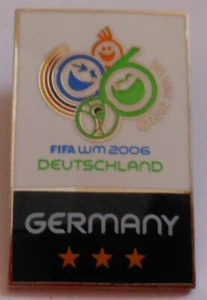 FIFA WM 2006
DEUTSCHLAND
GERMANY